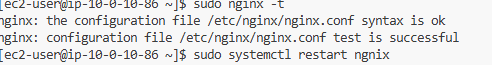 [ec2-user@ip-10-0-10-86 ~]$ sudo nginx -t
nginx: the configuration file /etc/nginx/nginx.conf syntax is ok
nginx: configuration file /etc/nginx/nginx.conf test is successful
[ec2-user@ip-10-0-10-86 ~]$ sudo systemctl restart ngnix